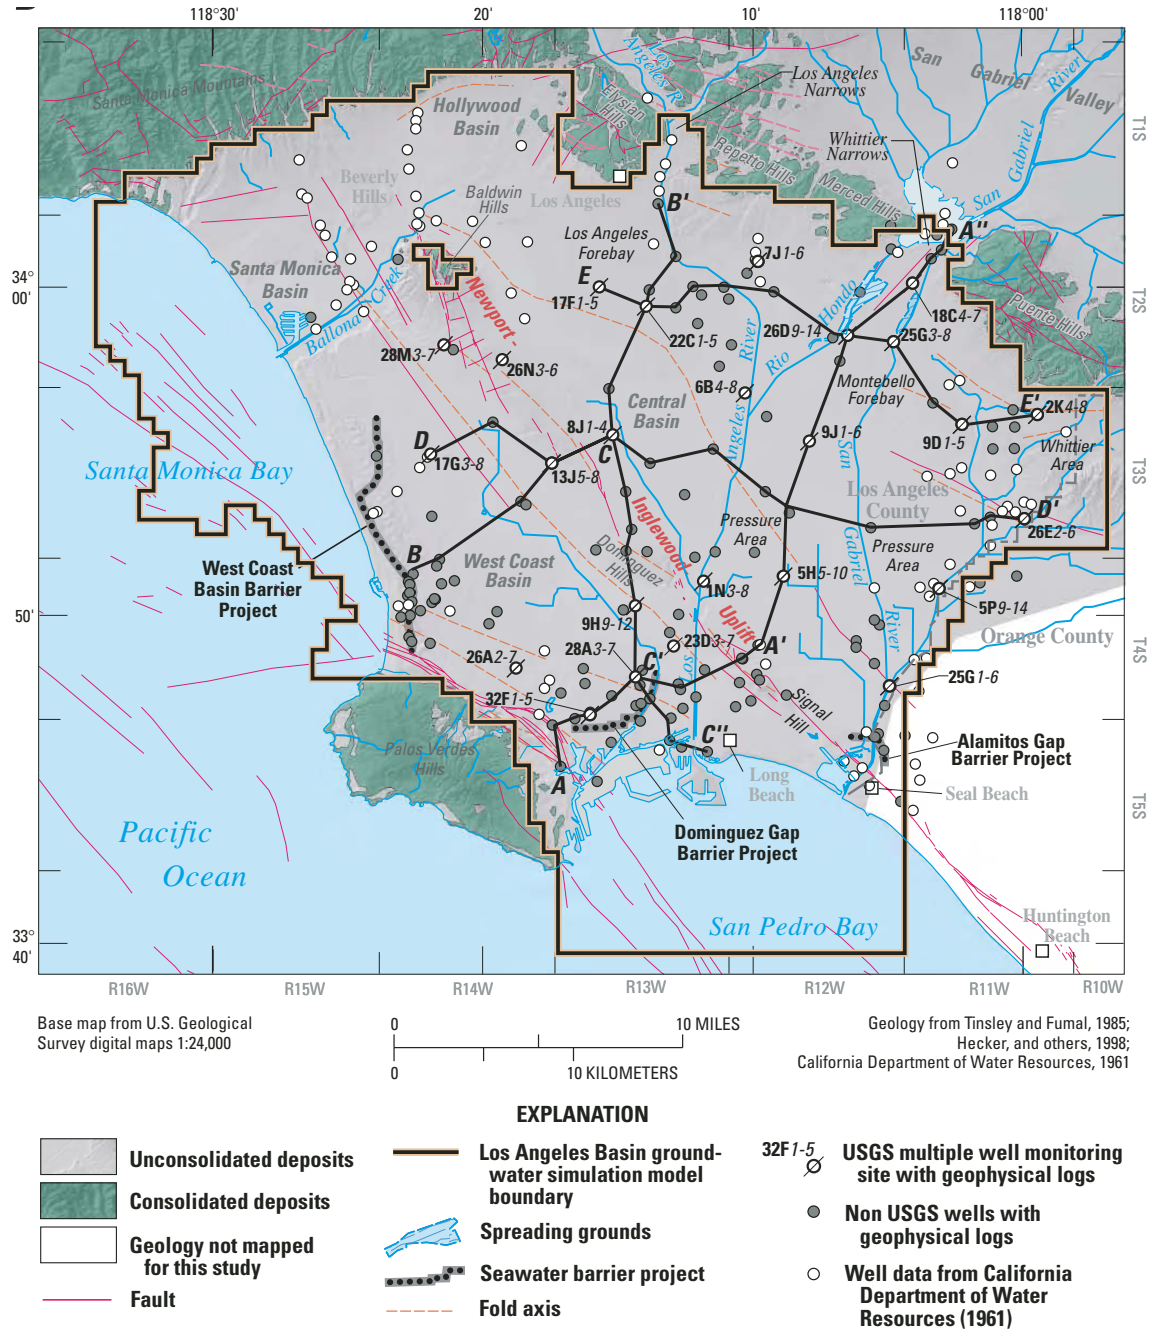 118°30'
20'
10'
118°00'
Santa Monica Mountains
Hollywood
Basin
Elysian
Hills
Los
Angeles R
Los Angeles
Narrows
San
Gabriel
Valley
River
Whittier
Narrows
Repetto Hills
Merced Hills
San
Gabriel
T1S
Beverly
Hills
Baldwin
Hills
Los Angeles
B'
A''
Los Angeles
Forebay
7J1-6
Santa Monica
Basin
34°
00'
E
17F1-5
Ballona Creek
Newport -
22C1-5
River
Rio
Hondo
26D9-14
18C4-7
25G3-8
Puente Hills
T2S
28M3-7
26N3-6
6B4-8
Montebello
Forebay
Central
Basin
Angeles
E'
2K4-8
9D1-5
Whittier
Area
8J1-4
C
9J1-6
D
17G3-8
13J5-8
San
Santa Monica Bay
Los Angeles
County
T3S
D'
26E2-6
Inglewood
Pressure
Area
Gabriel
Pressure
Area
West Coast
Basin Barrier
Project
B
West Coast
Basin
Dominguez
Hills
1N3-8
5H5-10
5P9-14
50'
9H9-12
Uplift
River
Orange County
T4S
28A3-7
23D3-7
A'
26A2-7
C'
Los
25G1-6
32F1-5
Signal
Hill
C''
Palos Verdes
Hills
A
Long
Beach
Alamitos Gap
Barrier Project
Seal Beach
T5S
Pacific
Ocean
Dominguez Gap
Barrier Project
San Pedro Bay
Huntington
Beach
33°
40'
R16W
R15W
R14W
R13W
R12W
R11W
R10W
Base map from U.S. Geological
Survey digital maps 1:24,000
0
10 MILES
0
10 KILOMETERS
Geology from Tinsley and Fumal, 1985;
Hecker, and others, 1998;
California Department of Water Resources, 1961
EXPLANATION
Unconsolidated deposits
Consolidated deposits
Geology not mapped
for this study
Fault
Los Angeles Basin ground-
water simulation model
boundary
Spreading grounds
Seawater barrier project
Fold axis
32F1-5
USGS multiple well monitoring
site with geophysical logs
Non USGS wells with
geophysical logs
Well data from California
Department of Water
Resources (1961)